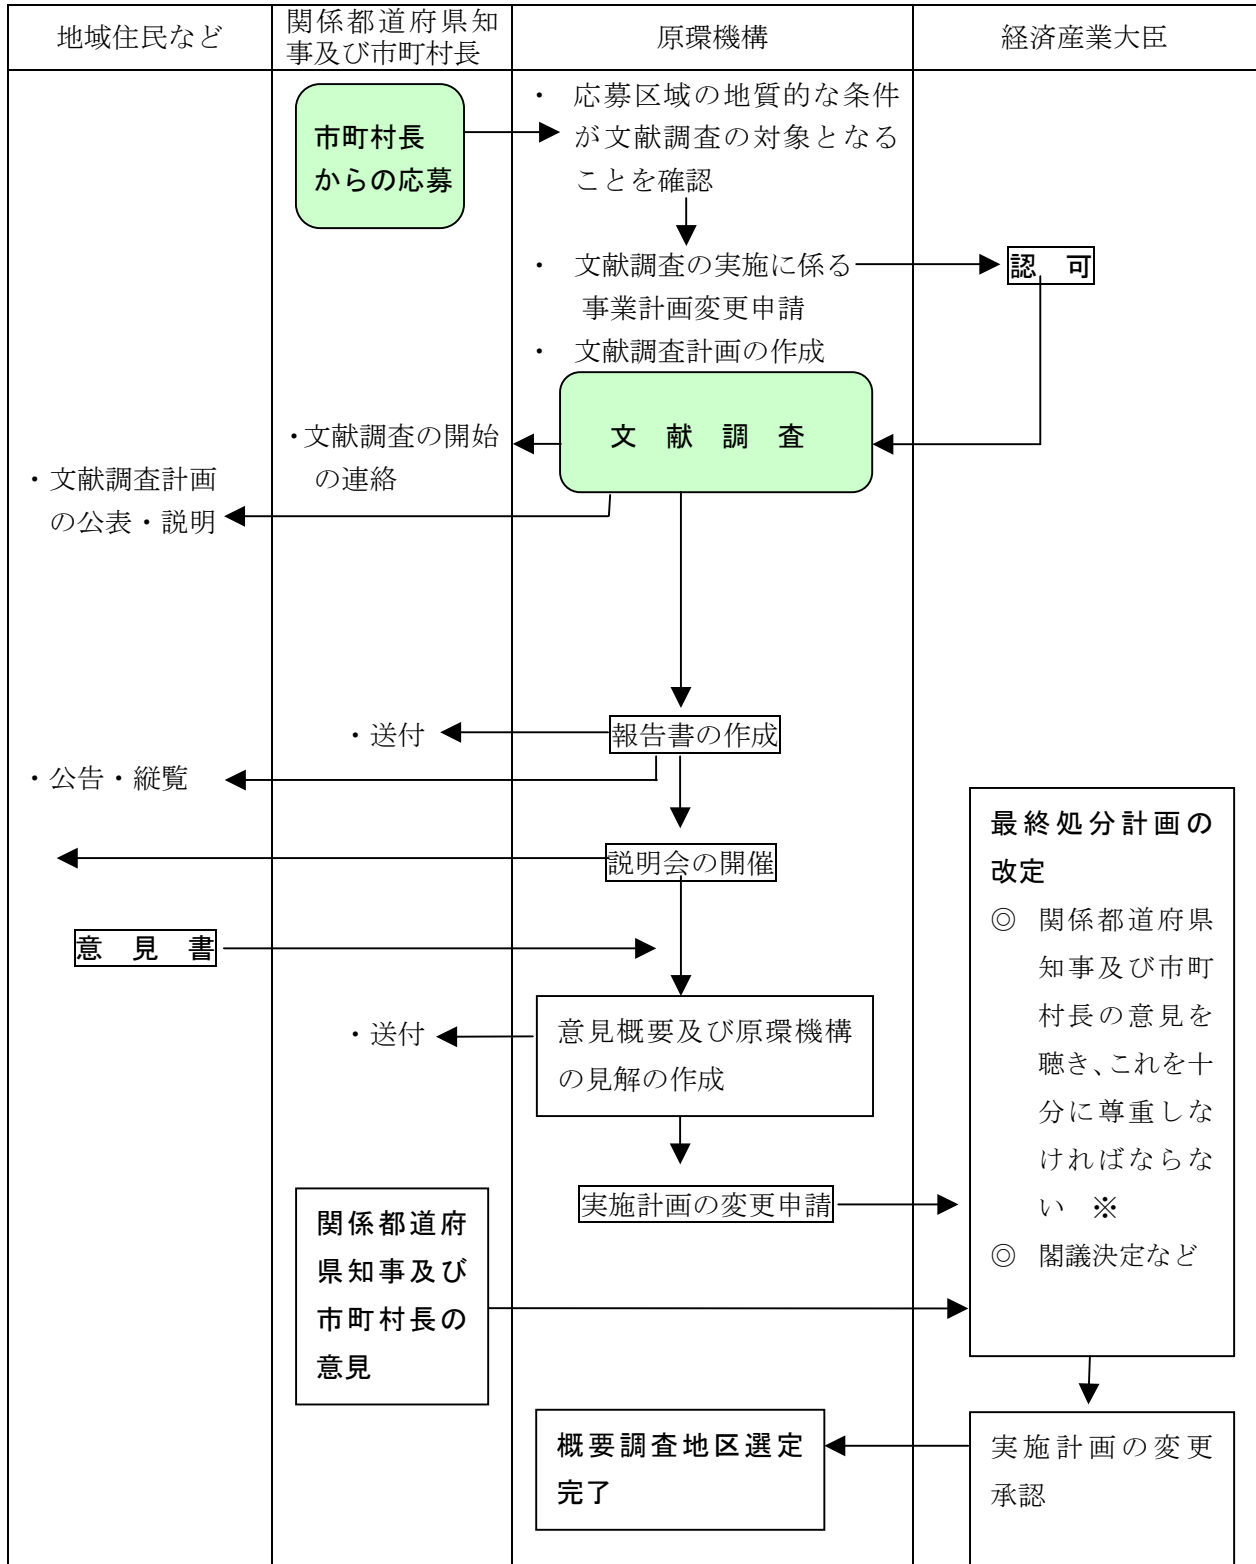 地域住民など
関係都道府県知
事及び市町村長
原環機構
経済産業大臣
市町村長
からの応募
・ 応募区域の地質的な条件
が文献調査の対象となる
ことを確認
・ 文献調査の実施に係る
事業計画変更申請
認 可
・ 文献調査計画の作成
文 献 調 査
・文献調査の開始
の連絡
・文献調査計画
の公表・説明
報告書の作成
・送付
・公告・縦覧
説明会の開催
意 見 書
意見概要及び原環機構
の見解の作成
・送付
実施計画の変更申請
最終処分計画の
改定
◎ 関係都道府県
知事及び市町
村長の意見を
聴き、これを十
分に尊重しな
ければならな
い ※
◎ 閣議決定など
関係都道府
県知事及び
市町村長の
意見
実施計画の変更
承認
概要調査地区選定
完了